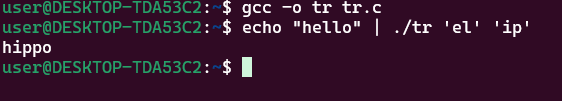 user@DESKTOP-TDA53C2:~$ gcc -o tr tr.c
user@DESKTOP-TDA53C2:~$ echo "hello" | ./tr 'el' 'ip'
hippo
user@DESKTOP-TDA53C2:~$